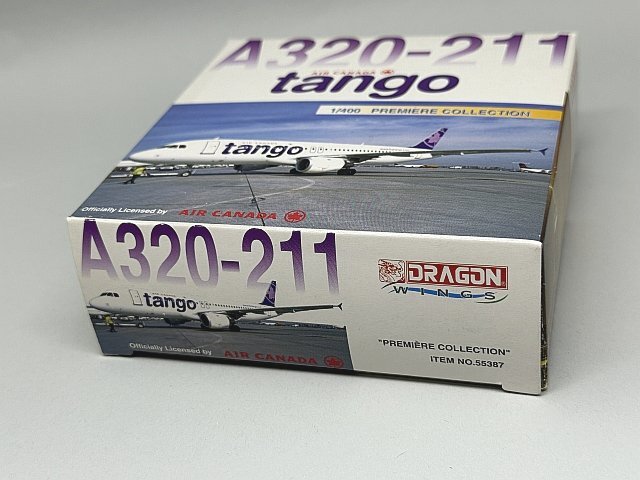 A320-211
AIR CANADA
tango
1/400 PREMIERE COLLECTION
tango
Officially Licensed by AIR CANADA
A320-211
tango
Officially Licensed by AIR CANADA
DRAGON
WINGS
"PREMIÈRE COLLECTION"
ITEM NO.55387